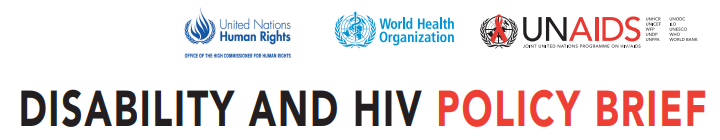 United Nations
Human Rights
OFFICE OF THE HIGH COMMISSIONER FOR HUMAN RIGHTS
World Health
Organization
UNAIDS
JOINT UNITED NATIONS PROGRAMME ON HIV/AIDS
UNHCR UNODC
UNICEF ILO
WFP UNESCO
UNDP WHO
UNFPA WORLD BANK
DISABILITY AND HIV POLICY BRIEF